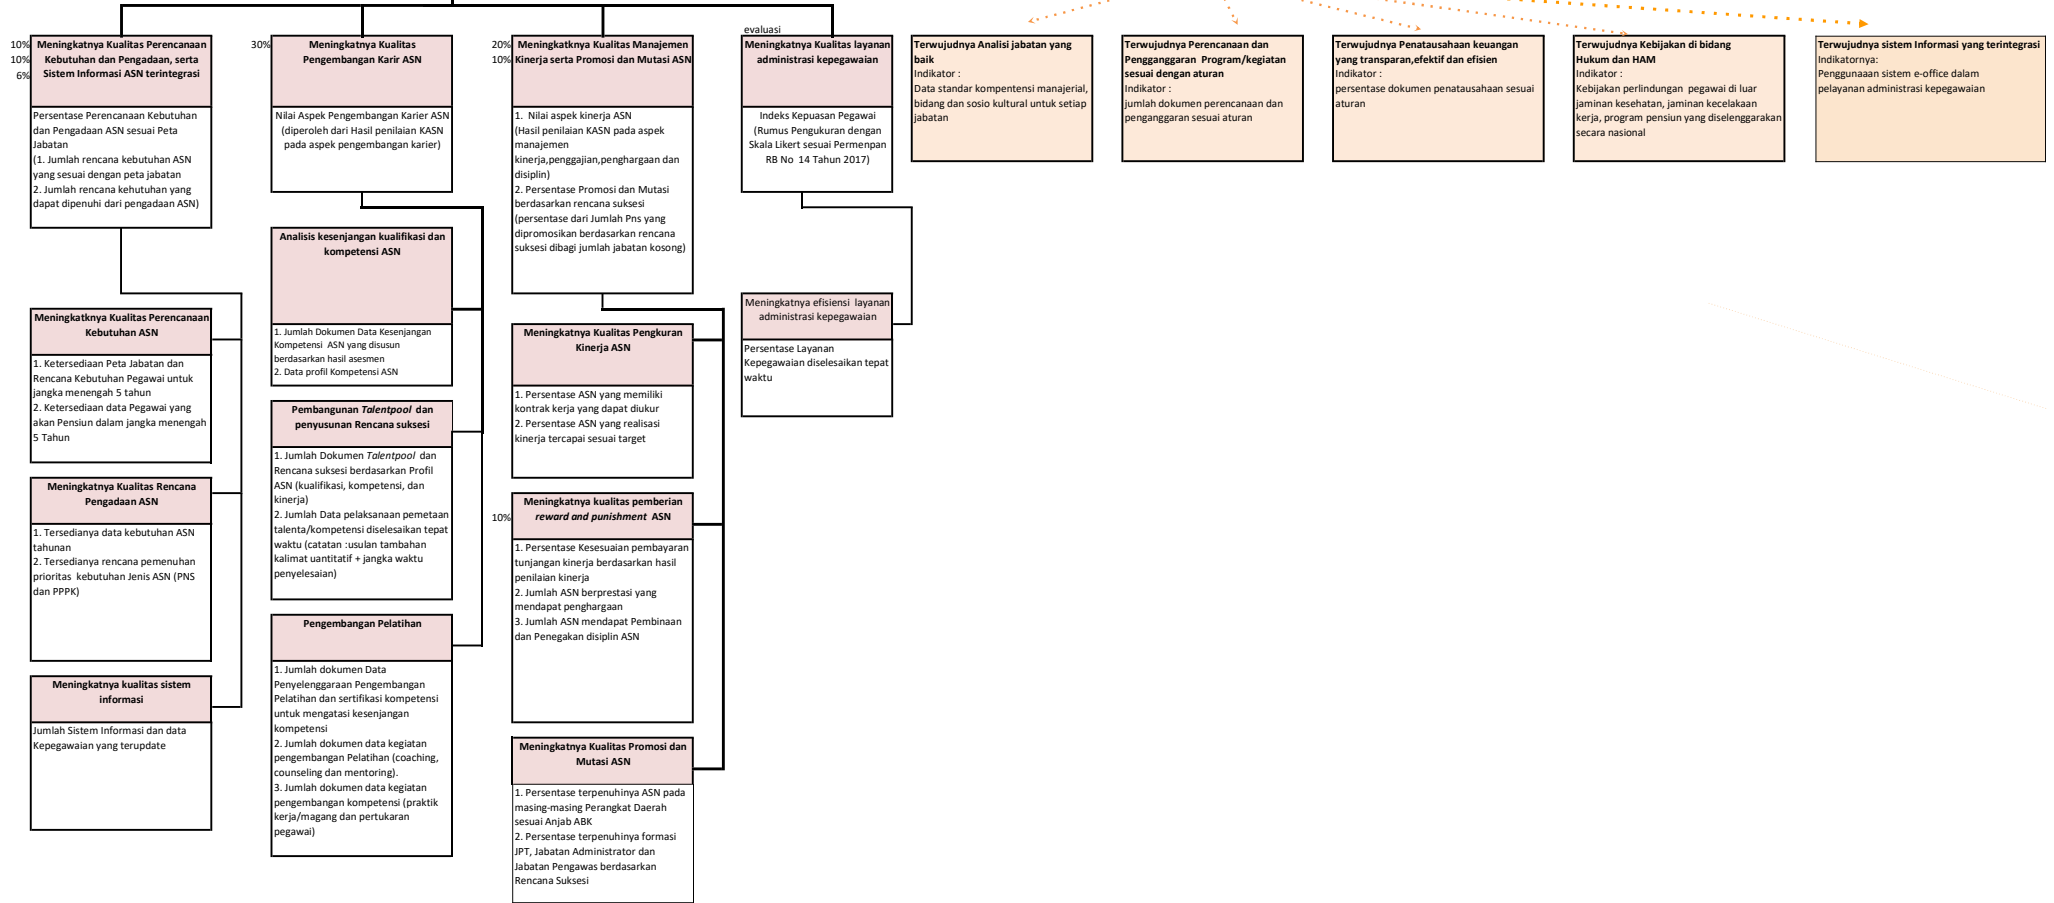 10%
10%
6%
Meningkatnya Kualitas Perencanaan
Kebutuhan dan Pengadaan, serta
Sistem Informasi ASN terintegrasi
Persentase Perencanaan Kebutuhan
dan Pengadaan ASN sesuai Peta
Jabatan
(1. Jumlah rencana kebutuhan ASN
yang sesuai dengan peta jabatan
2. Jumlah rencana kehutuhan yang
dapat dipenuhi dari pengadaan ASN)
Meningkatknya Kualitas Perencanaan
Kebutuhan ASN
1. Ketersediaan Peta Jabatan dan
Rencana Kebutuhan Pegawai untuk
jangka menengah 5 tahun
2. Ketersediaan data Pegawai yang
akan Pensiun dalam jangka menengah
5 Tahun
Meningkatnya Kualitas Rencana
Pengadaan ASN
1. Tersedianya data kebutuhan ASN
tahunan
2. Tersedianya rencana pemenuhan
prioritas kebutuhan Jenis ASN (PNS
dan PPPK)
Meningkatnya kualitas sistem
informasi
Jumlah Sistem Informasi dan data
Kepegawaian yang terupdate
30%
Meningkatnya Kualitas
Pengembangan Karir ASN
Nilai Aspek Pengembangan Karier ASN
(diperoleh dari Hasil penilaian KASN
pada aspek pengembangan karier)
Analisis kesenjangan kualifikasi dan
kompetensi ASN
1. Jumlah Dokumen Data Kesenjangan
Kompetensi ASN yang disusun
berdasarkan hasil asesmen
2. Data profil Kompetensi ASN
Pembangunan Talentpool dan
penyusunan Rencana suksesi
1. Jumlah Dokumen Talentpool dan
Rencana suksesi berdasarkan Profil
ASN (kualifikasi, kompetensi, dan
kinerja)
2. Jumlah Data pelaksanaan pemetaan
talenta/kompetensi diselesaikan tepat
waktu (catatan :usulan tambahan
kalimat uantitatif + jangka waktu
penyelesaian)
Pengembangan Pelatihan
1. Jumlah dokumen Data
Penyelenggaraan Pengembangan
Pelatihan dan sertifikasi kompetensi
untuk mengatasi kesenjangan
kompetensi
2. Jumlah dokumen data kegiatan
pengembangan Pelatihan (coaching,
counseling dan mentoring).
3. Jumlah dokumen data kegiatan
pengembangan kompetensi (praktik
kerja/magang dan pertukaran
pegawai)
20%
10%
Meningkatknya Kualitas Manajemen
Kinerja serta Promosi dan Mutasi ASN
1. Nilai aspek kinerja ASN
(Hasil penilaian KASN pada aspek
manajemen
kinerja,penggajian,penghargaan dan
disiplin)
2. Persentase Promosi dan Mutasi
berdasarkan rencana suksesi
(persentase dari Jumlah Pns yang
dipromosikan berdasarkan rencana
suksesi dibagi jumlah jabatan kosong)
Meningkatnya Kualitas Pengkuran
Kinerja ASN
1. Persentase ASN yang memiliki
kontrak kerja yang dapat diukur
2. Persentase ASN yang realisasi
kinerja tercapai sesuai target
10%
Meningkatnya kualitas pemberian
reward and punishment ASN
1. Persentase Kesesuaian pembayaran
tunjangan kinerja berdasarkan hasil
penilaian kinerja
2. Jumlah ASN berprestasi yang
mendapat penghargaan
3. Jumlah ASN mendapat Pembinaan
dan Penegakan disiplin ASN
Meningkatnya Kualitas Promosi dan
Mutasi ASN
1. Persentase terpenuhinya ASN pada
masing-masing Perangkat Daerah
sesuai Anjab ABK
2. Persentase terpenuhinya formasi
JPT, Jabatan Administrator dan
Jabatan Pengawas berdasarkan
Rencana Suksesi
evaluasi
Meningkatnya Kualitas layanan
administrasi kepegawaian
Indeks Kepuasan Pegawai
(Rumus Pengukuran dengan
Skala Likert sesuai Permenpan
RB No 14 Tahun 2017)
Meningkatnya efisiensi layanan
administrasi kepegawaian
Persentase Layanan
Kepegawaian diselesaikan tepat
waktu
Terwujudnya Analisi jabatan yang
baik
Indikator :
Data standar kompentensi manajerial,
bidang dan sosio kultural untuk setiap
jabatan
Terwujudnya Perencanaan dan
Pengganggaran Program/kegiatan
sesuai dengan aturan
Indikator :
jumlah dokumen perencanaan dan
penganggaran sesuai aturan
Terwujudnya Penatausahaan keuangan
yang transparan,efektif dan efisien
Indikator :
persentase dokumen penatausahaan sesuai
aturan
Terwujudnya Kebijakan di bidang
Hukum dan HAM
Indikator :
Kebijakan perlindungan pegawai di luar
jaminan kesehatan, jaminan kecelakaan
kerja, program pensiun yang diselenggarakan
secara nasional
Terwujudnya sistem Informasi yang terintegrasi
Indikatornya:
Penggunaaan sistem e-office dalam
pelayanan administrasi kepegawaian